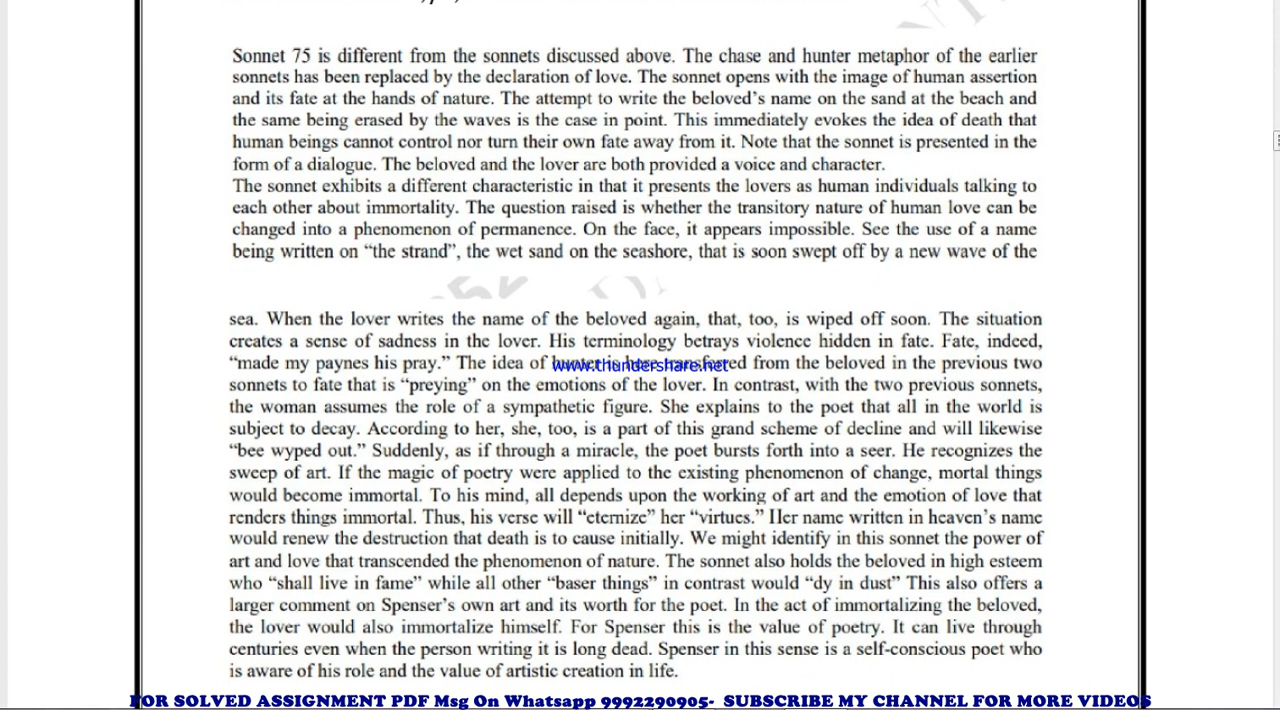 Sonnet 75 is different from the sonnets discussed above. The chase and hunter metaphor of the earlier
sonnets has been replaced by the declaration of love. The sonnet opens with the image of human assertion
and its fate at the hands of nature. The attempt to write the beloved's name on the sand at the beach and
the same being erased by the waves is the case in point. This immediately evokes the idea of death that
human beings cannot control nor turn their own fate away from it. Note that the sonnet is presented in the
form of a dialogue. The beloved and the lover are both provided a voice and character.
The sonnet exhibits a different characteristic in that it presents the lovers as human individuals talking to
each other about immortality. The question raised is whether the transitory nature of human love can be
changed into a phenomenon of permanence. On the face, it appears impossible. See the use of a name
being written on “the strand”, the wet sand on the seashore, that is soon swept off by a new wave of the
sea. When the lover writes the name of the beloved again, that, too, is wiped off soon. The situation
creates a sense of sadness in the lover. His terminology betrays violence hidden in fate. Fate, indeed,
“made my paynes his pray.” The idea of hunter is here transferred from the beloved in the previous two
www.thundershare.net
sonnets to fate that is “preying” on the emotions of the lover. In contrast, with the two previous sonnets,
the woman assumes the role of a sympathetic figure. She explains to the poet that all in the world is
subject to decay. According to her, she, too, is a part of this grand scheme of decline and will likewise
“bee wyped out.” Suddenly, as if through a miracle, the poet bursts forth into a seer. He recognizes the
sweep of art. If the magic of poetry were applied to the existing phenomenon of change, mortal things
would become immortal. To his mind, all depends upon the working of art and the emotion of love that
renders things immortal. Thus, his verse will “eternize” her “virtues.” Her name written in heaven's name
would renew the destruction that death is to cause initially. We might identify in this sonnet the power of
art and love that transcended the phenomenon of nature. The sonnet also holds the beloved in high esteem
who “shall live in fame” while all other “baser things” in contrast would “dy in dust” This also offers a
larger comment on Spenser's own art and its worth for the poet. In the act of immortalizing the beloved,
the lover would also immortalize himself. For Spenser this is the value of poetry. It can live through
centuries even when the person writing it is long dead. Spenser in this sense is a self-conscious poet who
is aware of his role and the value of artistic creation in life.
FOR SOLVED ASSIGNMENT PDF Msg On Whatsapp 9992290905- SUBSCRIBE MY CHANNEL FOR MORE VIDEOS